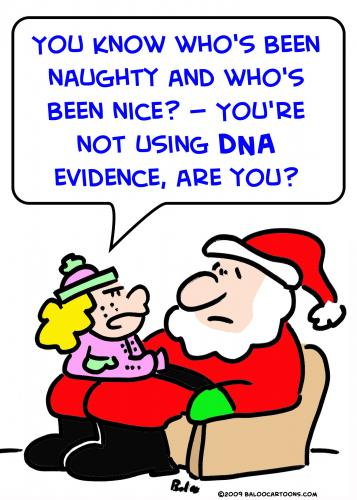 YOU KNOW WHO'S BEEN
NAUGHTY AND WHO'S
BEEN NICE? – YOU'RE
NOT USING DNA
EVIDENCE, ARE YOU?
©2009 BALOOCARTOONS.COM